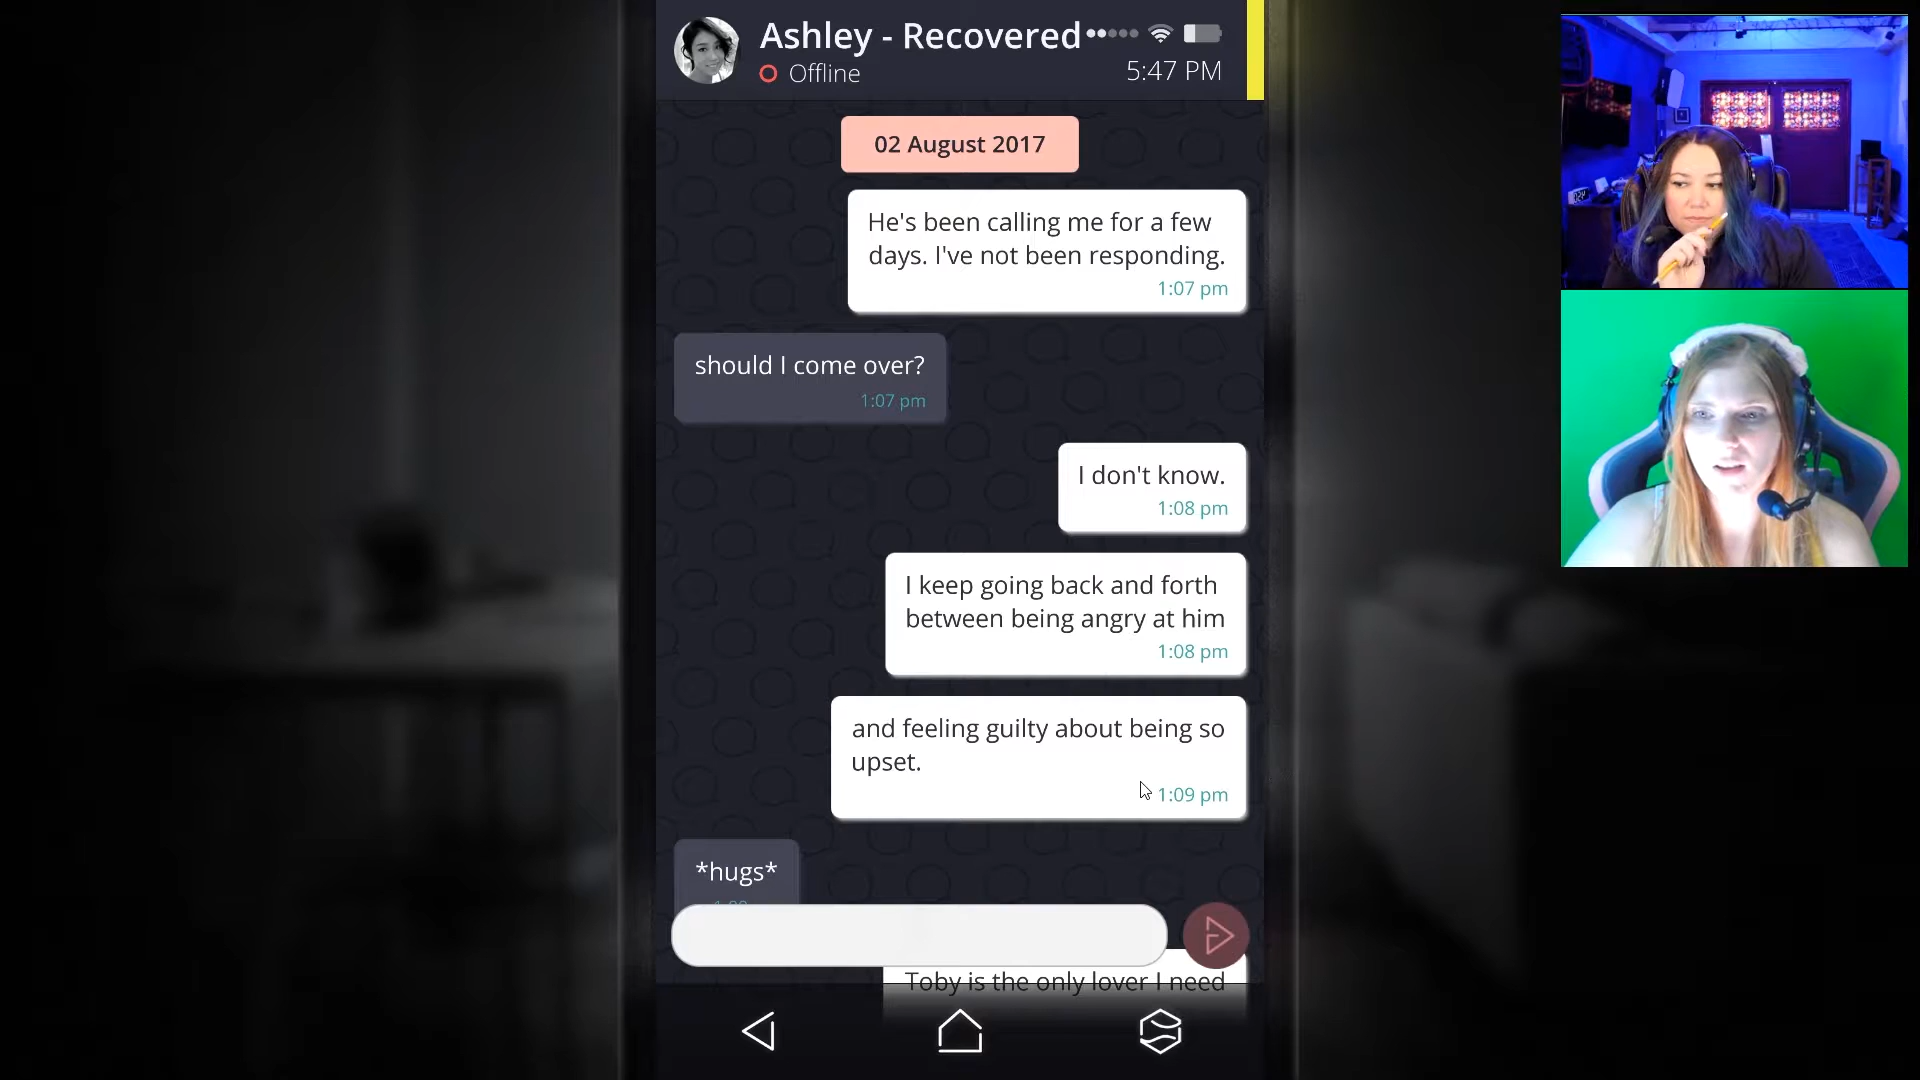 Ashley - Recovered
Offline
5:47 PM
02 August 2017
He's been calling me for a few
days. I've not been responding.
1:07 pm
should I come over?
1:07 pm
I don't know.
1:08 pm
I keep going back and forth
between being angry at him
1:08 pm
and feeling guilty about being so
upset.
1:09 pm
*hugs*
Toby is the only lover I need